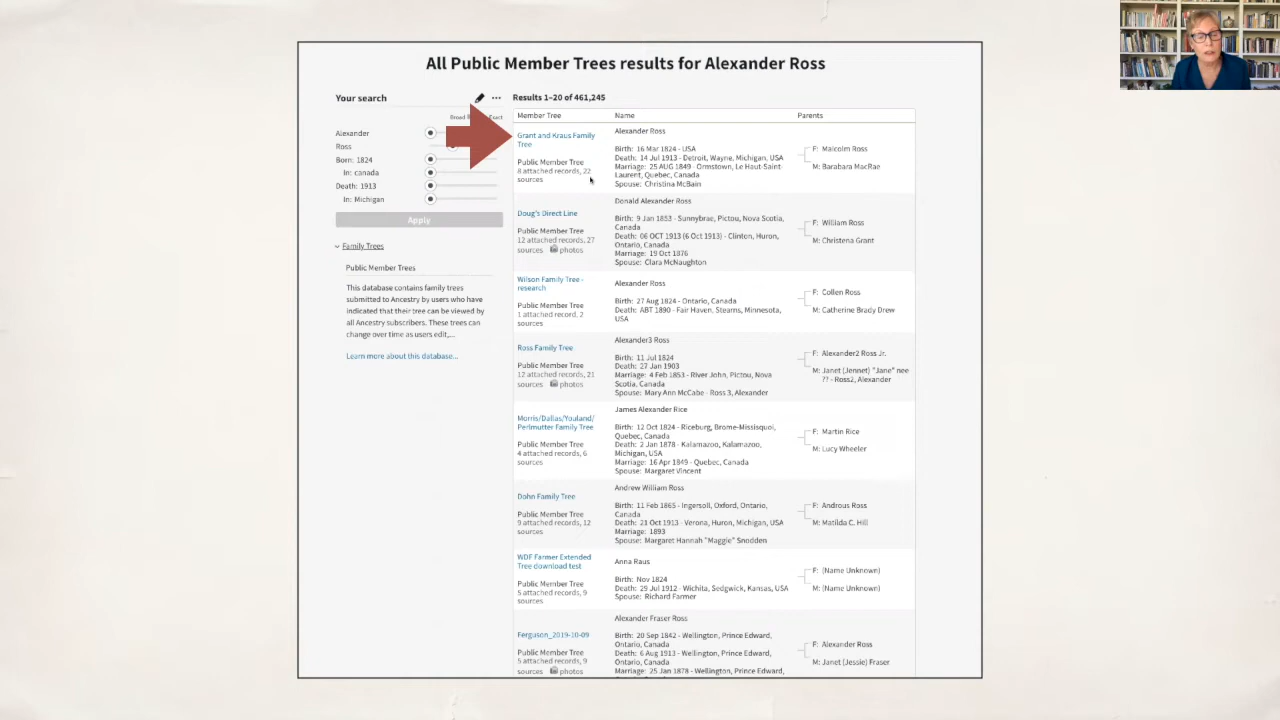 All Public Member Trees results for Alexander Ross
Your search
Alexander
Ross
Born: 1824
In: canada
Death: 1913
In: Michigan
Apply
Family Trees
Public Member Trees
This database contains family trees
submitted to Ancestry by users who have
indicated that their tree can be viewed by
all Ancestry subscribers. These trees can
change over time as users edit,...
Learn more about this database...
Results 1–20 of 461,245
Member Tree Name Parents
Grant and Kraus Family
Tree
Public Member Tree
8 attached records, 22
sources
Alexander Ross
Birth: 16 Mar 1824 - USA
Death: 14 Jul 1913 - Detroit, Wayne, Michigan, USA
Marriage: 25 AUG 1849 - Ormstown, Le Haut-Saint-
Laurent, Quebec, Canada
Spouse: Christina McBain
F: Malcolm Ross
M: Barabara MacRae
Doug's Direct Line
Public Member Tree
12 attached records, 27
sources photos
Donald Alexander Ross
Birth: 9 Jan 1853 - Sunnybrae, Pictou, Nova Scotia,
Canada
Death: 06 OCT 1913 (6 Oct 1913) - Clinton, Huron,
Ontario, Canada
Marriage: 19 Oct 1876
Spouse: Clara McNaughton
F: William Ross
M: Christena Grant
Wilson Family Tree -
research
Public Member Tree
1 attached record, 2
sources
Alexander Ross
Birth: 27 Aug 1824 - Ontario, Canada
Death: ABT 1890 - Fair Haven, Stearns, Minnesota,
USA
F: Collen Ross
M: Catherine Brady Drew
Ross Family Tree
Public Member Tree
12 attached records, 21
sources photos
Alexander3 Ross
Birth: 11 Jul 1824
Death: 27 Jan 1903
Marriage: 4 Feb 1853 - River John, Pictou, Nova
Scotia, Canada
Spouse: Mary Ann McCabe - Ross 3, Alexander
F: Alexander2 Ross Jr.
M: Janet (Jennet) "Jane" nee
?? - Ross2, Alexander
Morris/Dallas/Youland/
Perlmutter Family Tree
Public Member Tree
4 attached records, 6
sources
James Alexander Rice
Birth: 12 Oct 1824 - Riceburg, Brome-Missisquoi,
Quebec, Canada
Death: 2 Jan 1878 - Kalamazoo, Kalamazoo,
Michigan, USA
Marriage: 16 Apr 1849 - Quebec, Canada
Spouse: Margaret Vincent
F: Martin Rice
M: Lucy Wheeler
Dohn Family Tree
Public Member Tree
9 attached records, 12
sources
Andrew William Ross
Birth: 11 Feb 1865 - Ingersoll, Oxford, Ontario,
Canada
Death: 21 Oct 1913 - Verona, Huron, Michigan, USA
Marriage: 1893
Spouse: Margaret Hannah "Maggie" Snodden
F: Androus Ross
M: Matilda C. Hill
WDF Farmer Extended
Tree download test
Public Member Tree
5 attached records, 9
sources
Anna Raus
Birth: Nov 1824
Death: 29 Jul 1912 - Wichita, Sedgwick, Kansas, USA
Spouse: Richard Farmer
F: (Name Unknown)
M: (Name Unknown)
Ferguson_2019-10-09
Public Member Tree
5 attached records, 9
sources photos
Alexander Fraser Ross
Birth: 20 Sep 1842 - Wellington, Prince Edward,
Ontario, Canada
Death: 6 Aug 1913 - Wellington, Prince Edward,
Ontario, Canada
Marriage: 25 Jan 1878 - Wellington, Prince Edward,
F: Alexander Ross
M: Janet (Jessie) Fraser